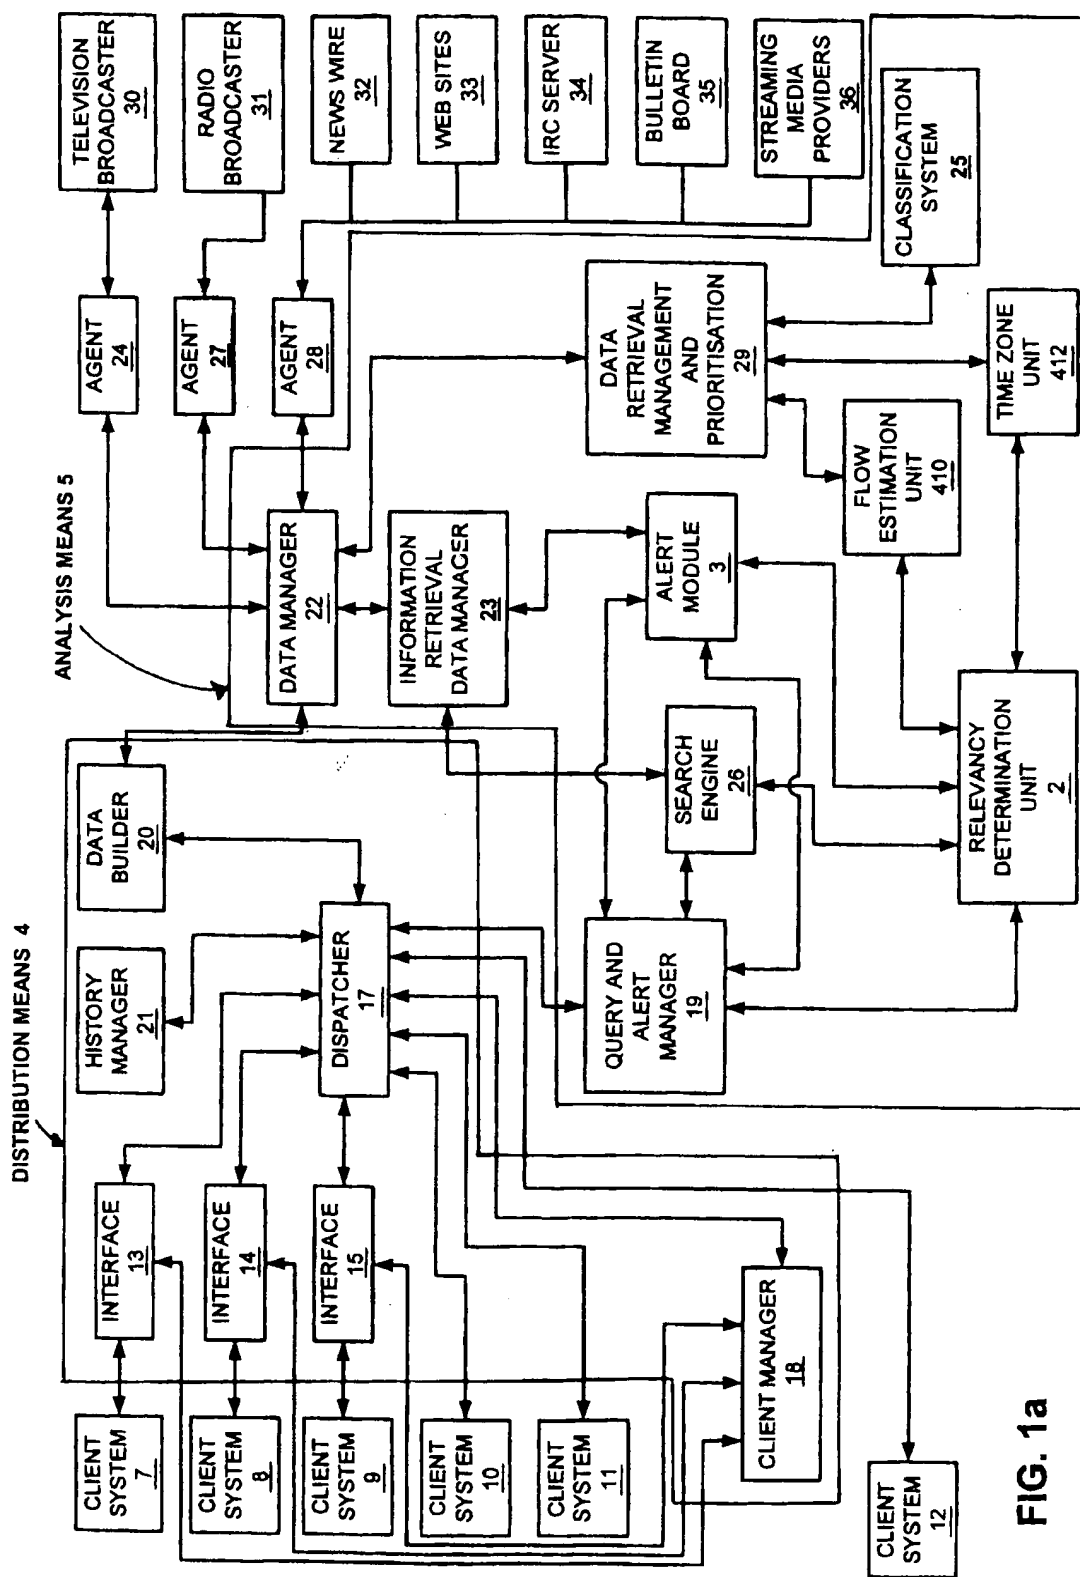 DISTRIBUTION MEANS 4
ANALYSIS MEANS 5
CLIENT
SYSTEM
7
CLIENT
SYSTEM
8
CLIENT
SYSTEM
9
CLIENT
SYSTEM
10
CLIENT
SYSTEM
11
CLIENT
SYSTEM
12
INTERFACE
13
INTERFACE
14
INTERFACE
15
CLIENT MANAGER
18
HISTORY
MANAGER
21
DATA
BUILDER
20
DISPATCHER
17
QUERY AND
ALERT
MANAGER
19
SEARCH
ENGINE
26
DATA MANAGER
22
INFORMATION
RETRIEVAL
DATA MANAGER
23
ALERT
MODULE
3
RELEVANCY
DETERMINATION
UNIT
2
AGENT
24
AGENT
27
AGENT
28
DATA
RETRIEVAL
MANAGEMENT
AND
PRIORITISATION
29
FLOW
ESTIMATION
UNIT
410
TIME ZONE
UNIT
412
TELEVISION
BROADCASTER
30
RADIO
BROADCASTER
31
NEWS WIRE
32
WEB SITES
33
IRC SERVER
34
BULLETIN
BOARD
35
STREAMING
MEDIA
PROVIDERS
36
CLASSIFICATION
SYSTEM
25
FIG. 1a